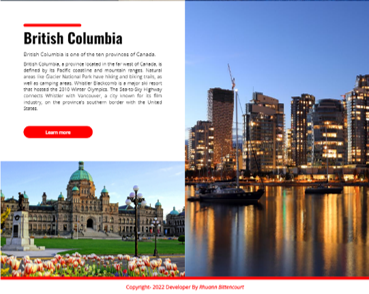 British Columbia
British Columbia is one of the ten provinces of Canada.
British Columbia, a province located in the far west of Canada, is
defined by its Pacific coastline and mountain ranges. Natural
areas like Glacier National Park have hiking and biking trails, as
well as camping areas. Whistler Blackcomb is a major ski resort
that hosted the 2010 Winter Olympics. The Sea-to-Sky Highway
connects Whistler with Vancouver, a city known for its film
industry, on the province's southern border with the United
States.
Learn more
Copyright- 2022 Developer By Rhuann Bitencourt